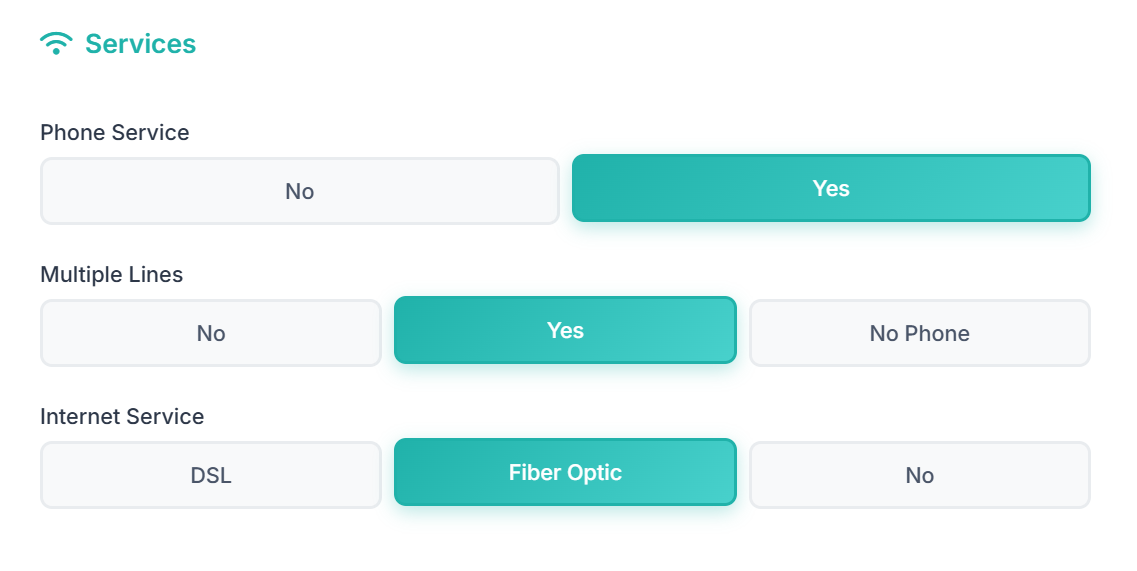 Services
Phone Service
No Yes
Multiple Lines
No Yes No Phone
Internet Service
DSL Fiber Optic No